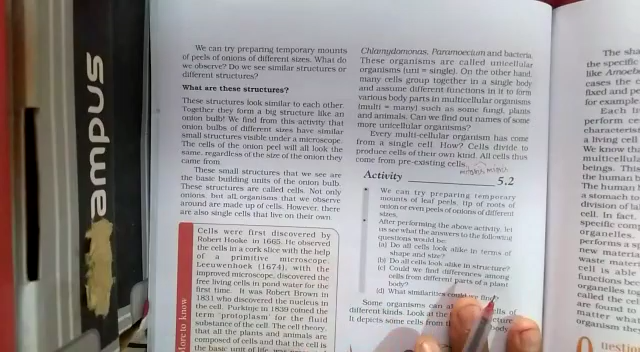 ampus
We can try preparing temporary mounts
of peels of onions of different sizes. What do
we observe? Do we see similar structures or
different structures?
What are these structures?
These structures look similar to each other.
Together they form a big structure like an
onion bulb! We find from this activity that
onion bulbs of different sizes have similar
small structures visible under a microscope.
The cells of the onion peel will all look the
same, regardless of the size of the onion they
came from.
These small structures that we see are
the basic building units of the onion bulb.
These structures are called cells. Not only
onions, but all organisms that we observe
around are made up of cells. However, there
are also single cells that live on their own.
More to know
Cells were first discovered by
Robert Hooke in 1665. He observed
the cells in a cork slice with the help
of a primitive microscope.
Leeuwenhoek (1674), with the
improved microscope, discovered the
free living cells in pond water for the
first time. It was Robert Brown in
1831 who discovered the nucleus in
the cell. Purkinje in 1839 coined the
term 'protoplasm' for the fluid
substance of the cell. The cell theory,
that all the plants and animals are
composed of cells and that the cell is
the basic unit of life, was
Chlamydomonas, Paramoecium and bacteria.
These organisms are called unicellular
organisms (uni = single). On the other hand,
many cells group together in a single body
and assume different functions in it to form
various body parts in multicellular organisms
(multi = many) such as some fungi, plants
and animals. Can we find out names of some
more unicellular organisms?
Every multi-cellular organism has come
from a single cell. How? Cells divide to
produce cells of their own kind. All cells thus
come from pre-existing cells.
Activity 5.2
We can try preparing temporary
mounts of leaf peels, tip of roots of
onion or even peels of onions of different
sizes.
After performing the above activity, let
us see what the answers to the following
questions would be:
(a) Do all cells look alike in terms of
shape and size?
(b) Do all cells look alike in structure?
(c) Could we find differences among
cells from different parts of a plant
body?
(d) What similarities could we find?
Some organisms can
different kinds. Look at the
It depicts some cells from
body
The sha
the specific
like Amoeba
cases the c
fixed and pe
for example
Each li
perform ce
characteris
a living cell
We know tha
multicellula
beings. This
the human b
The human h
a stomach to
division of la
cell. In fact,
specific comp
organelles.
performs a s
new materia
waste mater
cell is able
functions bec
organelles tog
called the ce
are found to
matter what
organism the
uestion